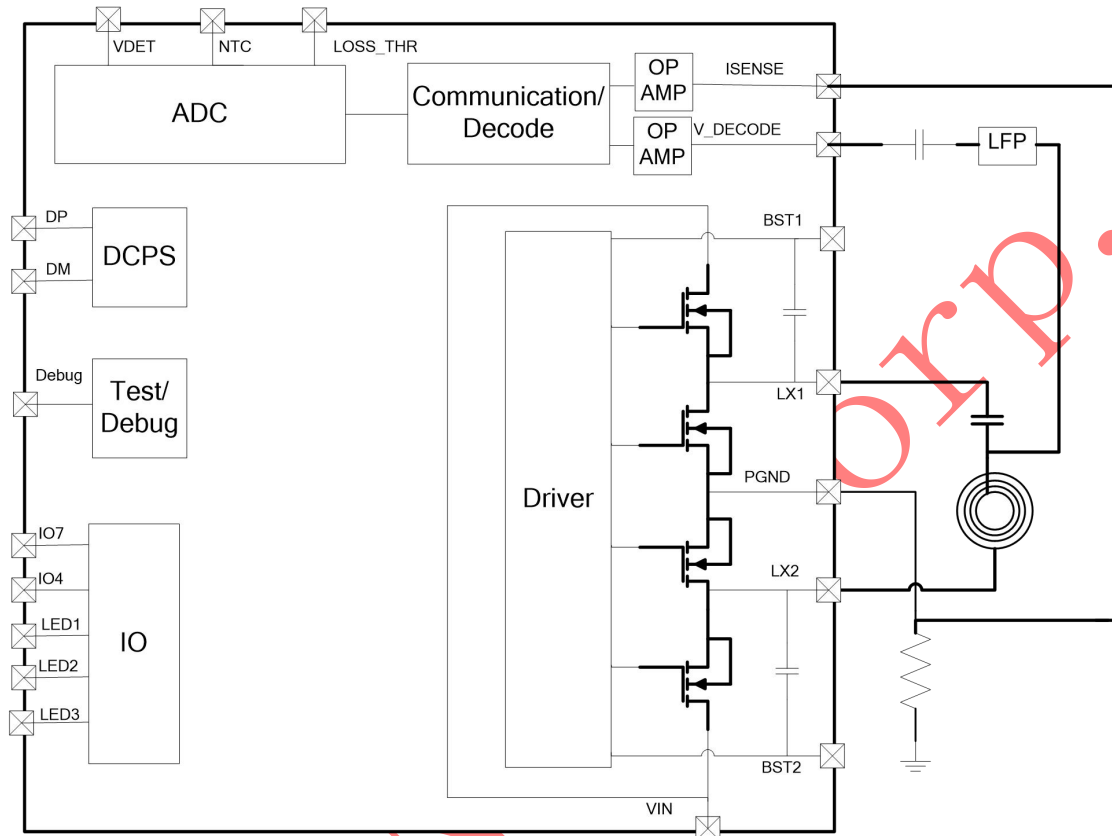 VDET
NTC
LOSS_THR
ADC
Communication/
Decode
OP
AMP
ISENSE
OP
AMP
V_DECODE
LFP
DP
DM
DCPS
BST1
Debug
Test/
Debug
LX1
Driver
PGND
IO7
IO4
LED1
LED2
LED3
IO
LX2
BST2
VIN
orp.